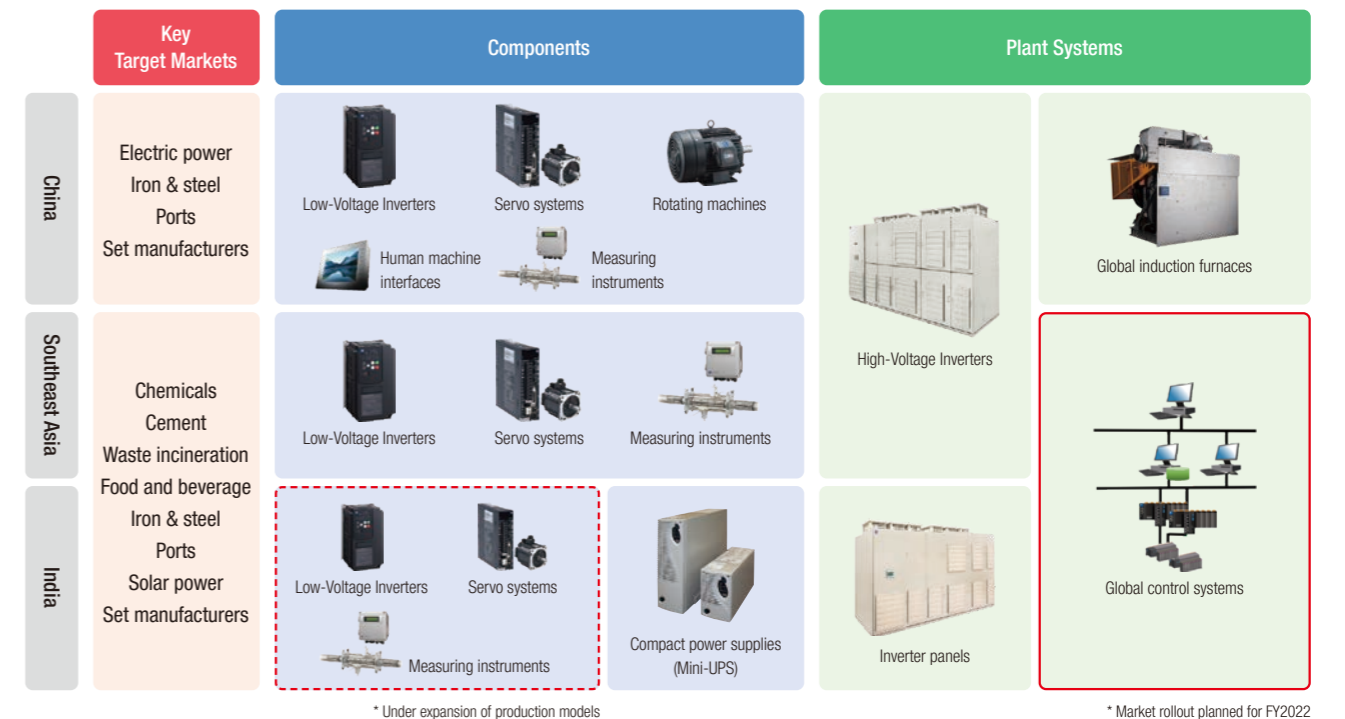 Key
Target Markets
Components
Plant Systems
China
Electric power
Iron & steel
Ports
Set manufacturers
Low-Voltage Inverters
Servo systems
Rotating machines
Human machine
interfaces
Measuring
instruments
High-Voltage Inverters
Global induction furnaces
Southeast Asia
Chemicals
Cement
Waste incineration
Food and beverage
Iron & steel
Ports
Solar power
Set manufacturers
Low-Voltage Inverters
Servo systems
Measuring instruments
Global control systems
India
Low-Voltage Inverters
Servo systems
Measuring instruments
Compact power supplies
(Mini-UPS)
Inverter panels
* Under expansion of production models
* Market rollout planned for FY2022